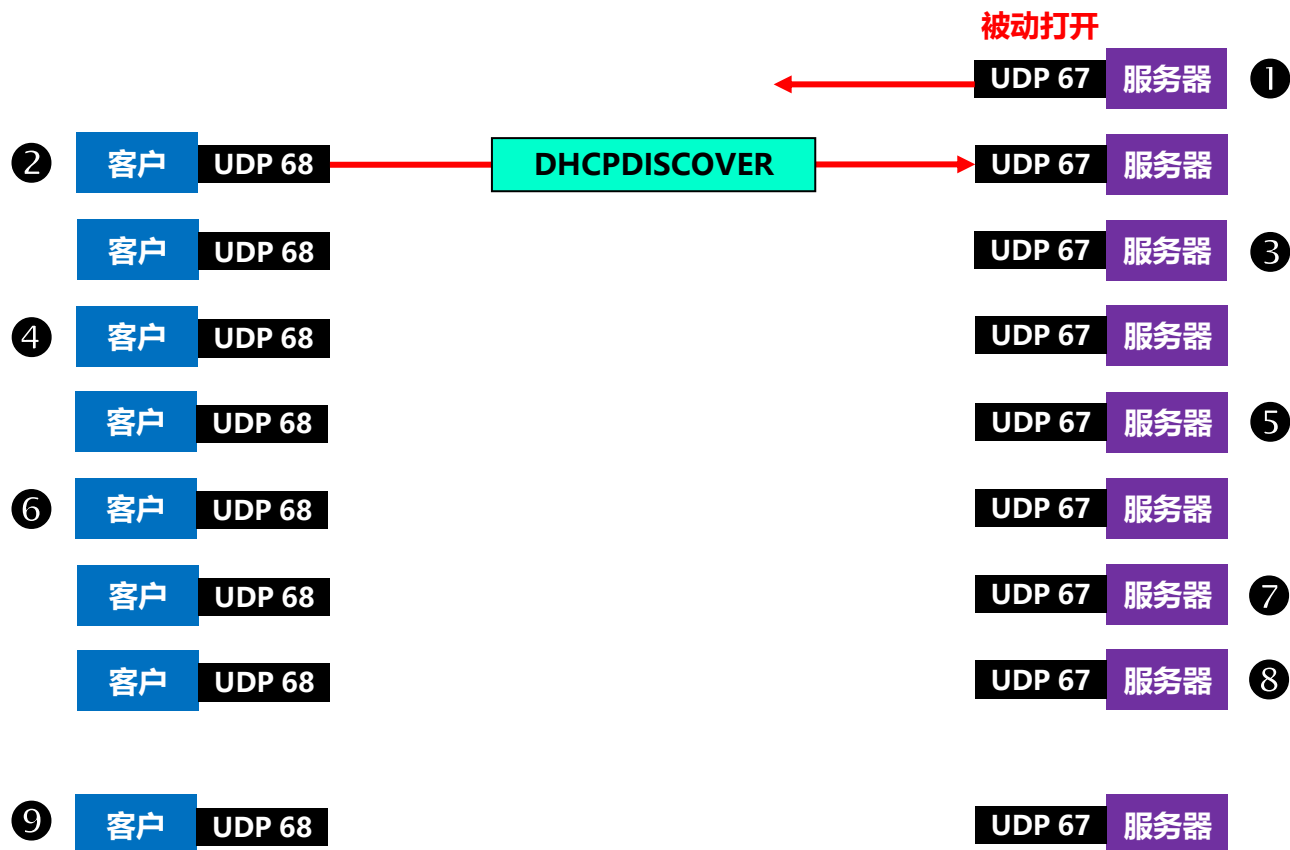 被动打开
UDP 67 服务器 ❶
❷ 客户 UDP 68 DHCPDISCOVER UDP 67 服务器
客户 UDP 68 UDP 67 服务器 ❸
❹ 客户 UDP 68 UDP 67 服务器
客户 UDP 68 UDP 67 服务器 ❺
❻ 客户 UDP 68 UDP 67 服务器
客户 UDP 68 UDP 67 服务器 ❼
客户 UDP 68 UDP 67 服务器 ❽
❾ 客户 UDP 68 UDP 67 服务器